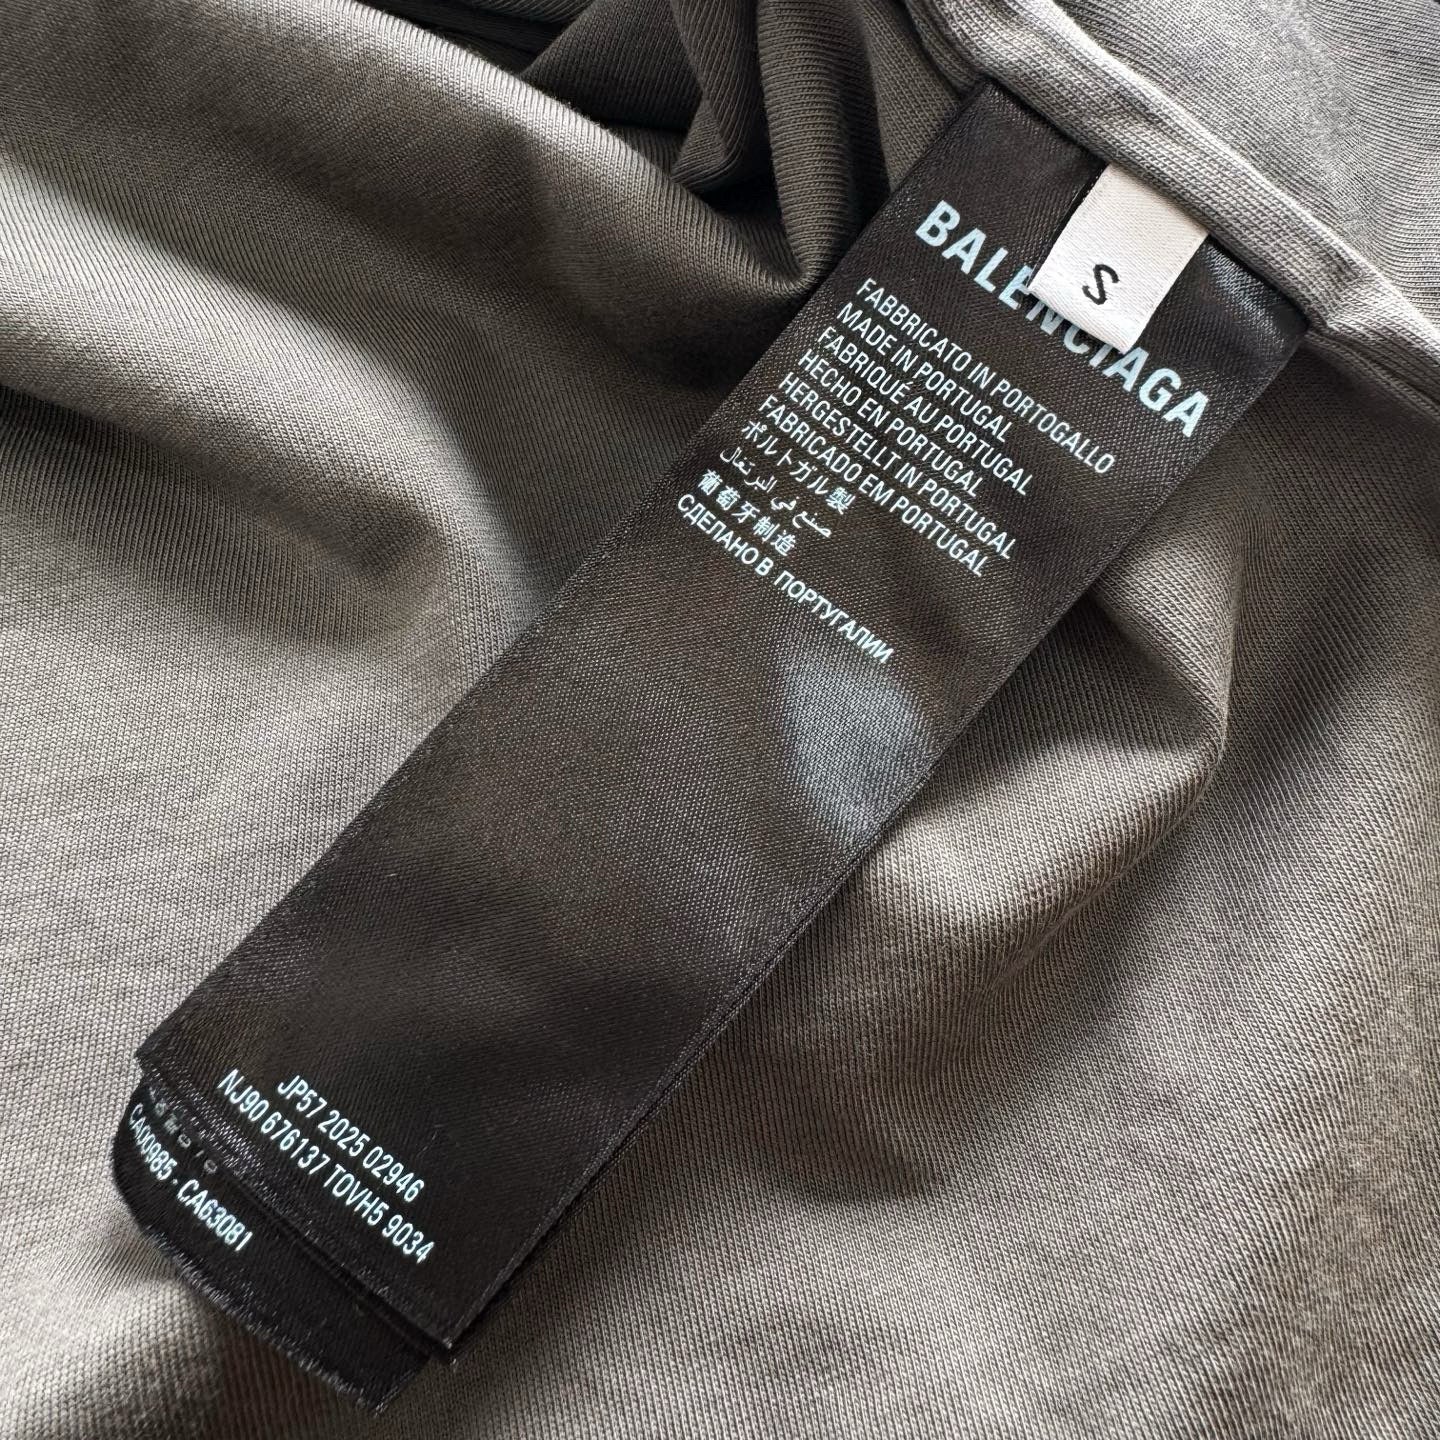 S
BALENCIAGA
FABBRICATO IN PORTOGALLO
MADE IN PORTUGAL
FABRIQUÉ AU PORTUGAL
HECHO EN PORTUGAL
HERGESTELLT IN PORTUGAL
FABRICADO EM PORTUGAL
ポルトガル製
صنع في البرتغال
葡萄牙制造
СДЕЛАНО В ПОРТУГАЛИИ
JP57 2025 02946
NJ90 676137 TOVH5 9034
CA00985 - CA63081